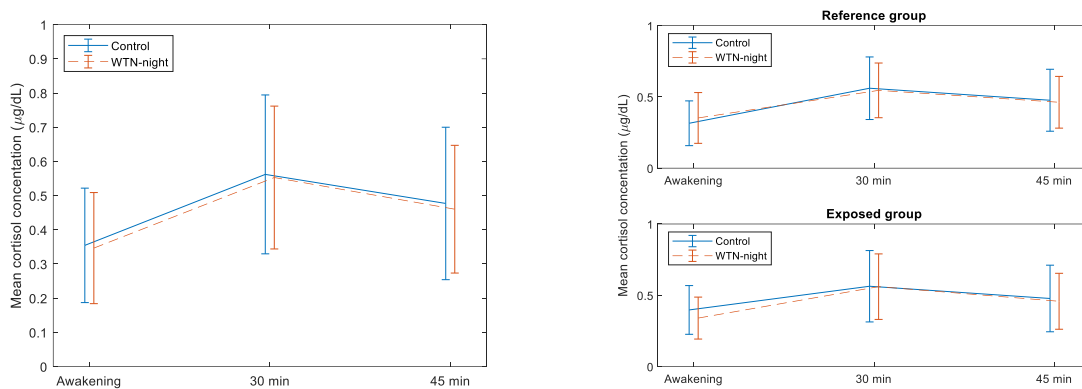 Mean cortisol concentation (μg/dL)
1
0.9
0.8
0.7
0.6
0.5
0.4
0.3
0.2
0.1
0
Control
WTN-night
Awakening
30 min
45 min
Mean cortisol concentation (μg/dL)
Reference group
1
0.5
0
Control
WTN-night
Awakening
30 min
45 min
Exposed group
1
0.5
0
Control
WTN-night
Awakening
30 min
45 min